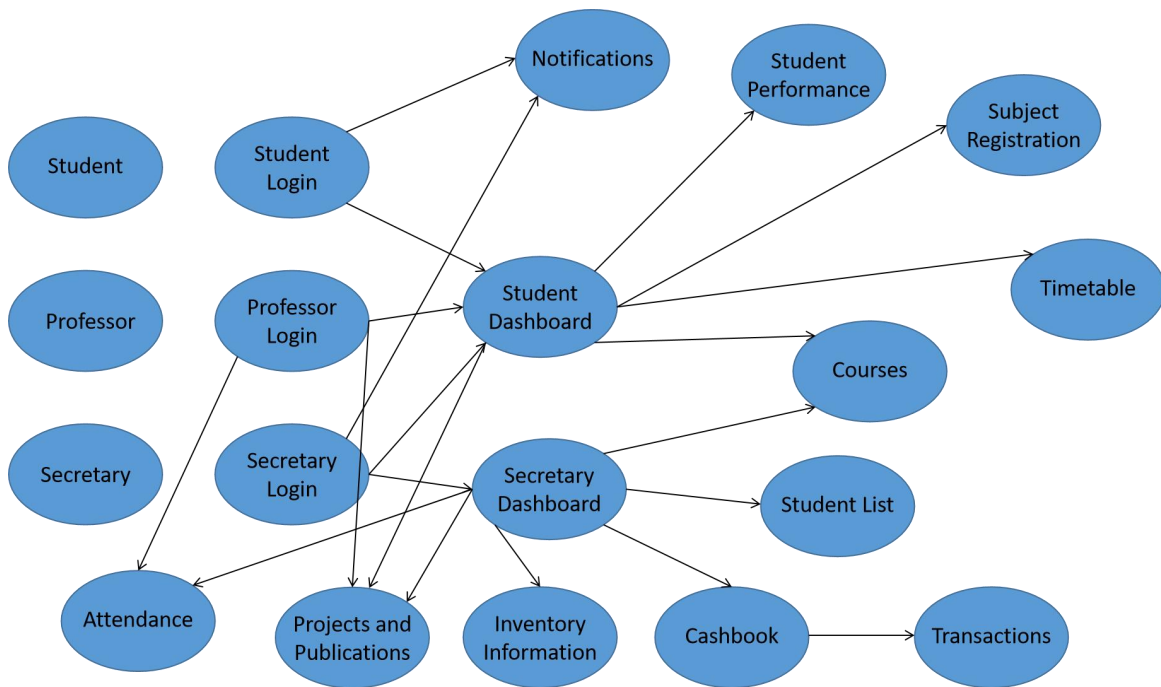 Notifications
Student
Performance
Subject
Registration
Student
Student
Login
Professor
Professor
Login
Student
Dashboard
Timetable
Courses
Secretary
Secretary
Login
Secretary
Dashboard
Student List
Attendance
Projects and
Publications
Inventory
Information
Cashbook
Transactions